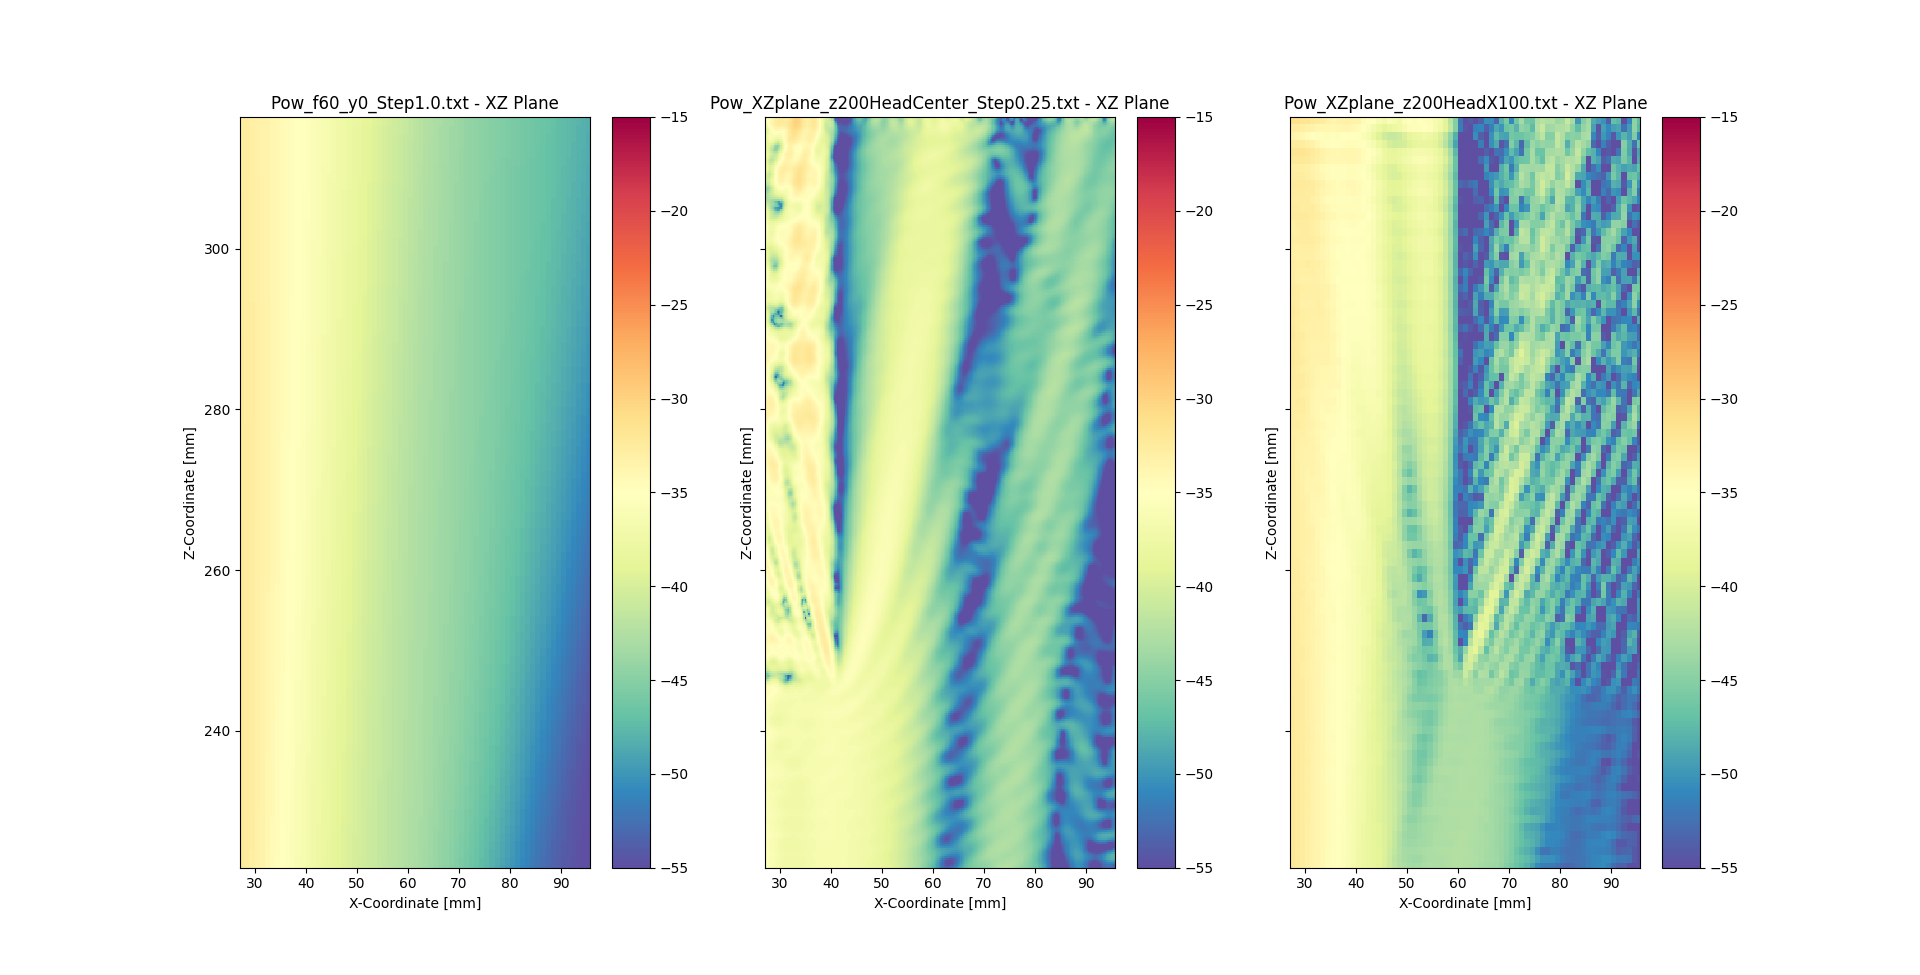 Pow_f60_y0_Step1.0.txt - XZ Plane
Z-Coordinate [mm]
300
280
260
240
30 40 50 60 70 80 90
X-Coordinate [mm]
−15
−20
−25
−30
−35
−40
−45
−50
−55
Pow_XZplane_z200HeadCenter_Step0.25.txt - XZ Plane
Z-Coordinate [mm]
30 40 50 60 70 80 90
X-Coordinate [mm]
−15
−20
−25
−30
−35
−40
−45
−50
−55
Pow_XZplane_z200HeadX100.txt - XZ Plane
Z-Coordinate [mm]
30 40 50 60 70 80 90
X-Coordinate [mm]
−15
−20
−25
−30
−35
−40
−45
−50
−55